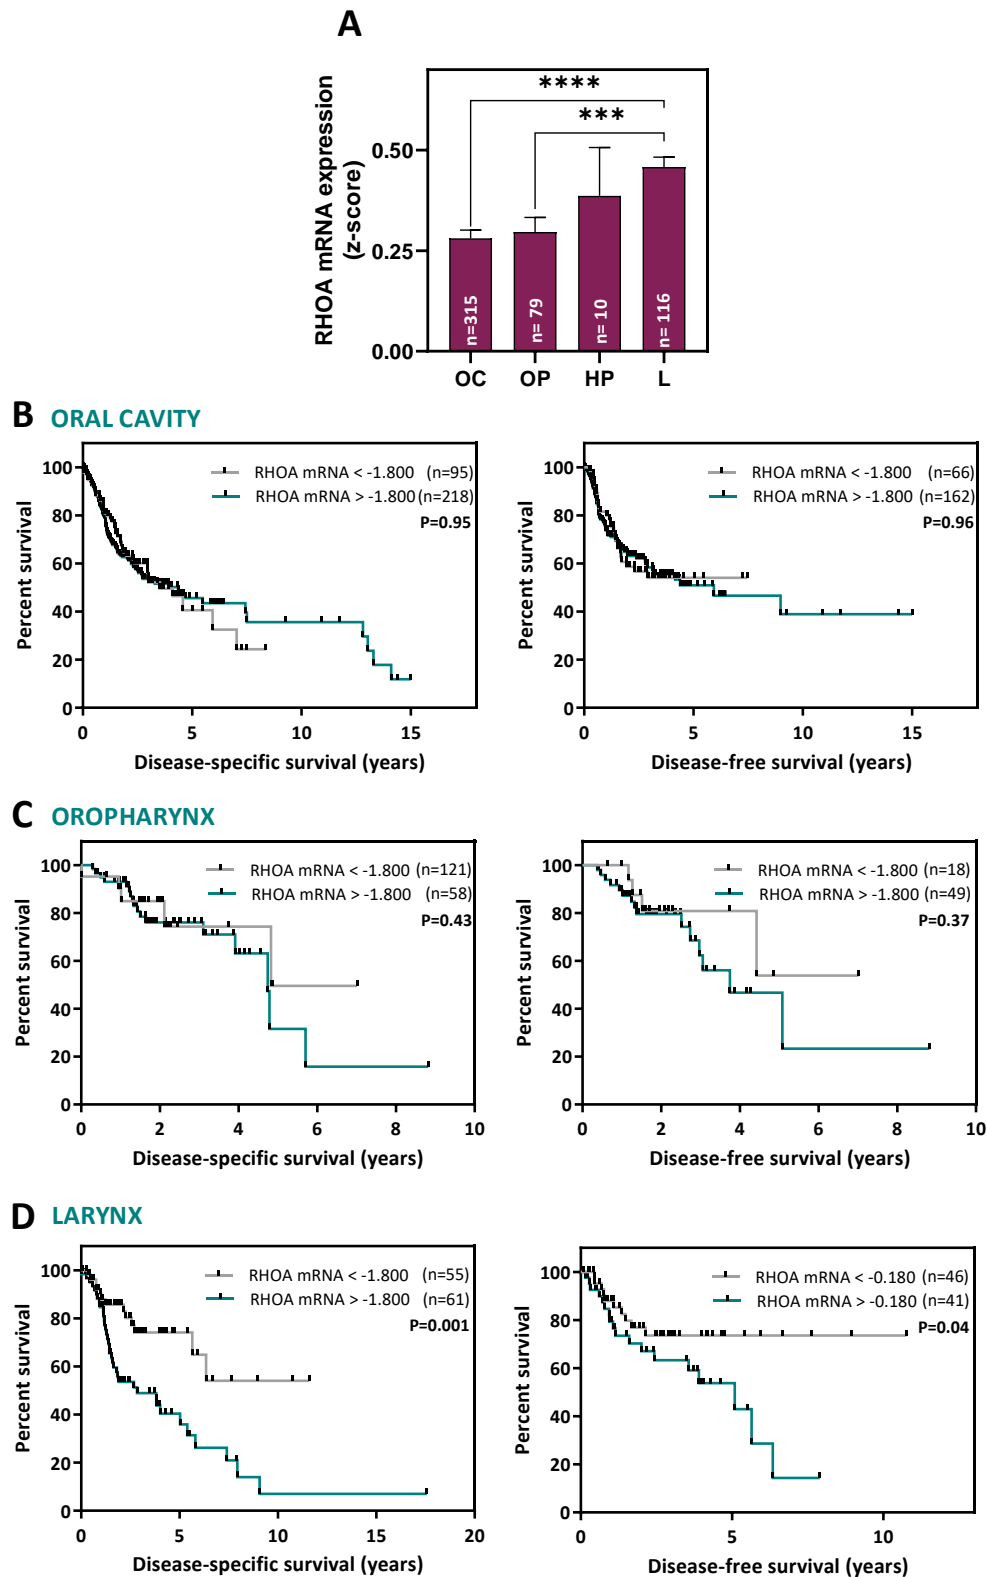 A
RHOA mRNA expression
(z-score)
****
***
0.50
0.25
0.00
n=315
n= 79
n= 10
n= 116
OC OP HP L
B ORAL CAVITY
Percent survival
100
80
60
40
20
0
RHOA mRNA < -1.800 (n=95)
RHOA mRNA > -1.800 (n=218)
P=0.95
0 5 10 15
Disease-specific survival (years)
Percent survival
100
80
60
40
20
0
RHOA mRNA < -1.800 (n=66)
RHOA mRNA > -1.800 (n=162)
P=0.96
0 5 10 15
Disease-free survival (years)
C OROPHARYNX
Percent survival
100
80
60
40
20
0
RHOA mRNA < -1.800 (n=121)
RHOA mRNA > -1.800 (n=58)
P=0.43
0 2 4 6 8 10
Disease-specific survival (years)
Percent survival
100
80
60
40
20
0
RHOA mRNA < -1.800 (n=18)
RHOA mRNA > -1.800 (n=49)
P=0.37
0 2 4 6 8 10
Disease-free survival (years)
D LARYNX
Percent survival
100
80
60
40
20
0
RHOA mRNA < -1.800 (n=55)
RHOA mRNA > -1.800 (n=61)
P=0.001
0 5 10 15 20
Disease-specific survival (years)
Percent survival
100
80
60
40
20
0
RHOA mRNA < -0.180 (n=46)
RHOA mRNA > -0.180 (n=41)
P=0.04
0 5 10
Disease-free survival (years)